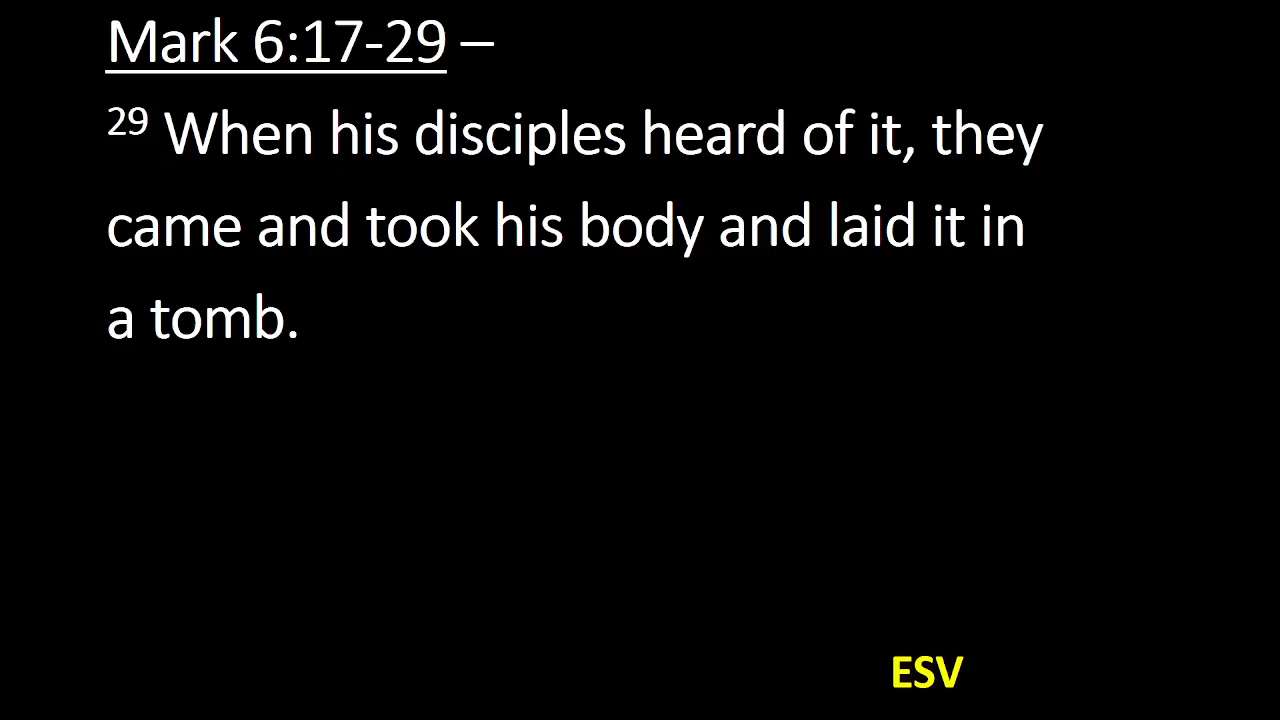 Mark 6:17-29 –
29 When his disciples heard of it, they
came and took his body and laid it in
a tomb.
ESV